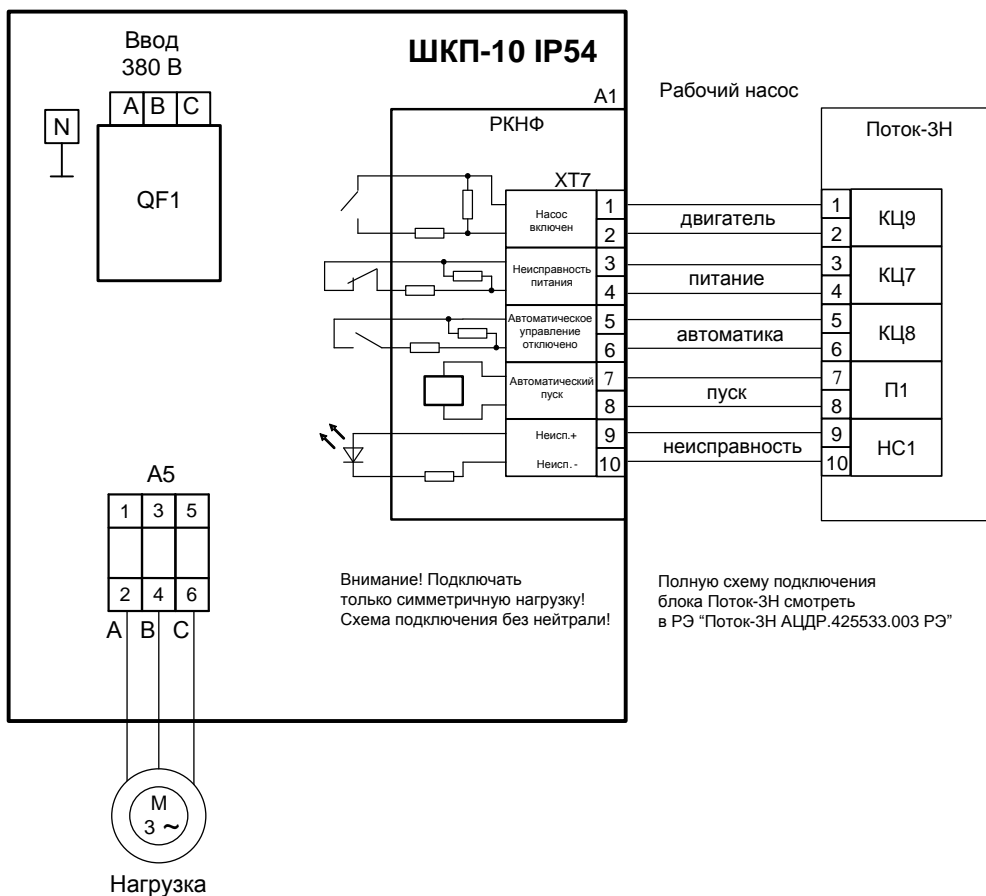 ШКП-10 IP54
Ввод
380 В
A B C
N
QF1
A1
РКНФ
XT7
Насос
включен
1
2
Неисправность
питания
3
4
Автоматическое
управление
отключено
5
6
Автоматический
пуск
7
8
Неисп.+
9
Неисп.-
10
Рабочий насос
двигатель
питание
автоматика
пуск
неисправность
Поток-3Н
1
2
КЦ9
3
4
КЦ7
5
6
КЦ8
7
8
П1
9
10
НС1
A5
1 3 5
2 4 6
A B C
М
3 ~
Нагрузка
Внимание! Подключать
только симметричную нагрузку!
Схема подключения без нейтрали!
Полную схему подключения
блока Поток-3Н смотреть
в РЭ “Поток-3Н АЦДР.425533.003 РЭ”